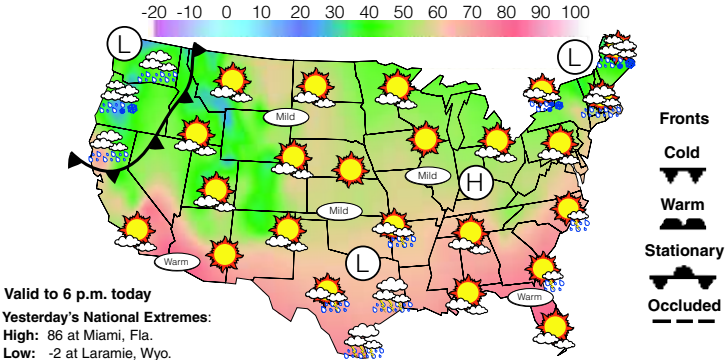 -20 -10 0 10 20 30 40 50 60 70 80 90 100
L
L
Mild
Fronts
Cold
Mild
H
Warm
Mild
Stationary
L
Warm
Warm
Occluded
Valid to 6 p.m. today
Yesterday's National Extremes:
High: 86 at Miami, Fla.
Low: -2 at Laramie, Wyo.